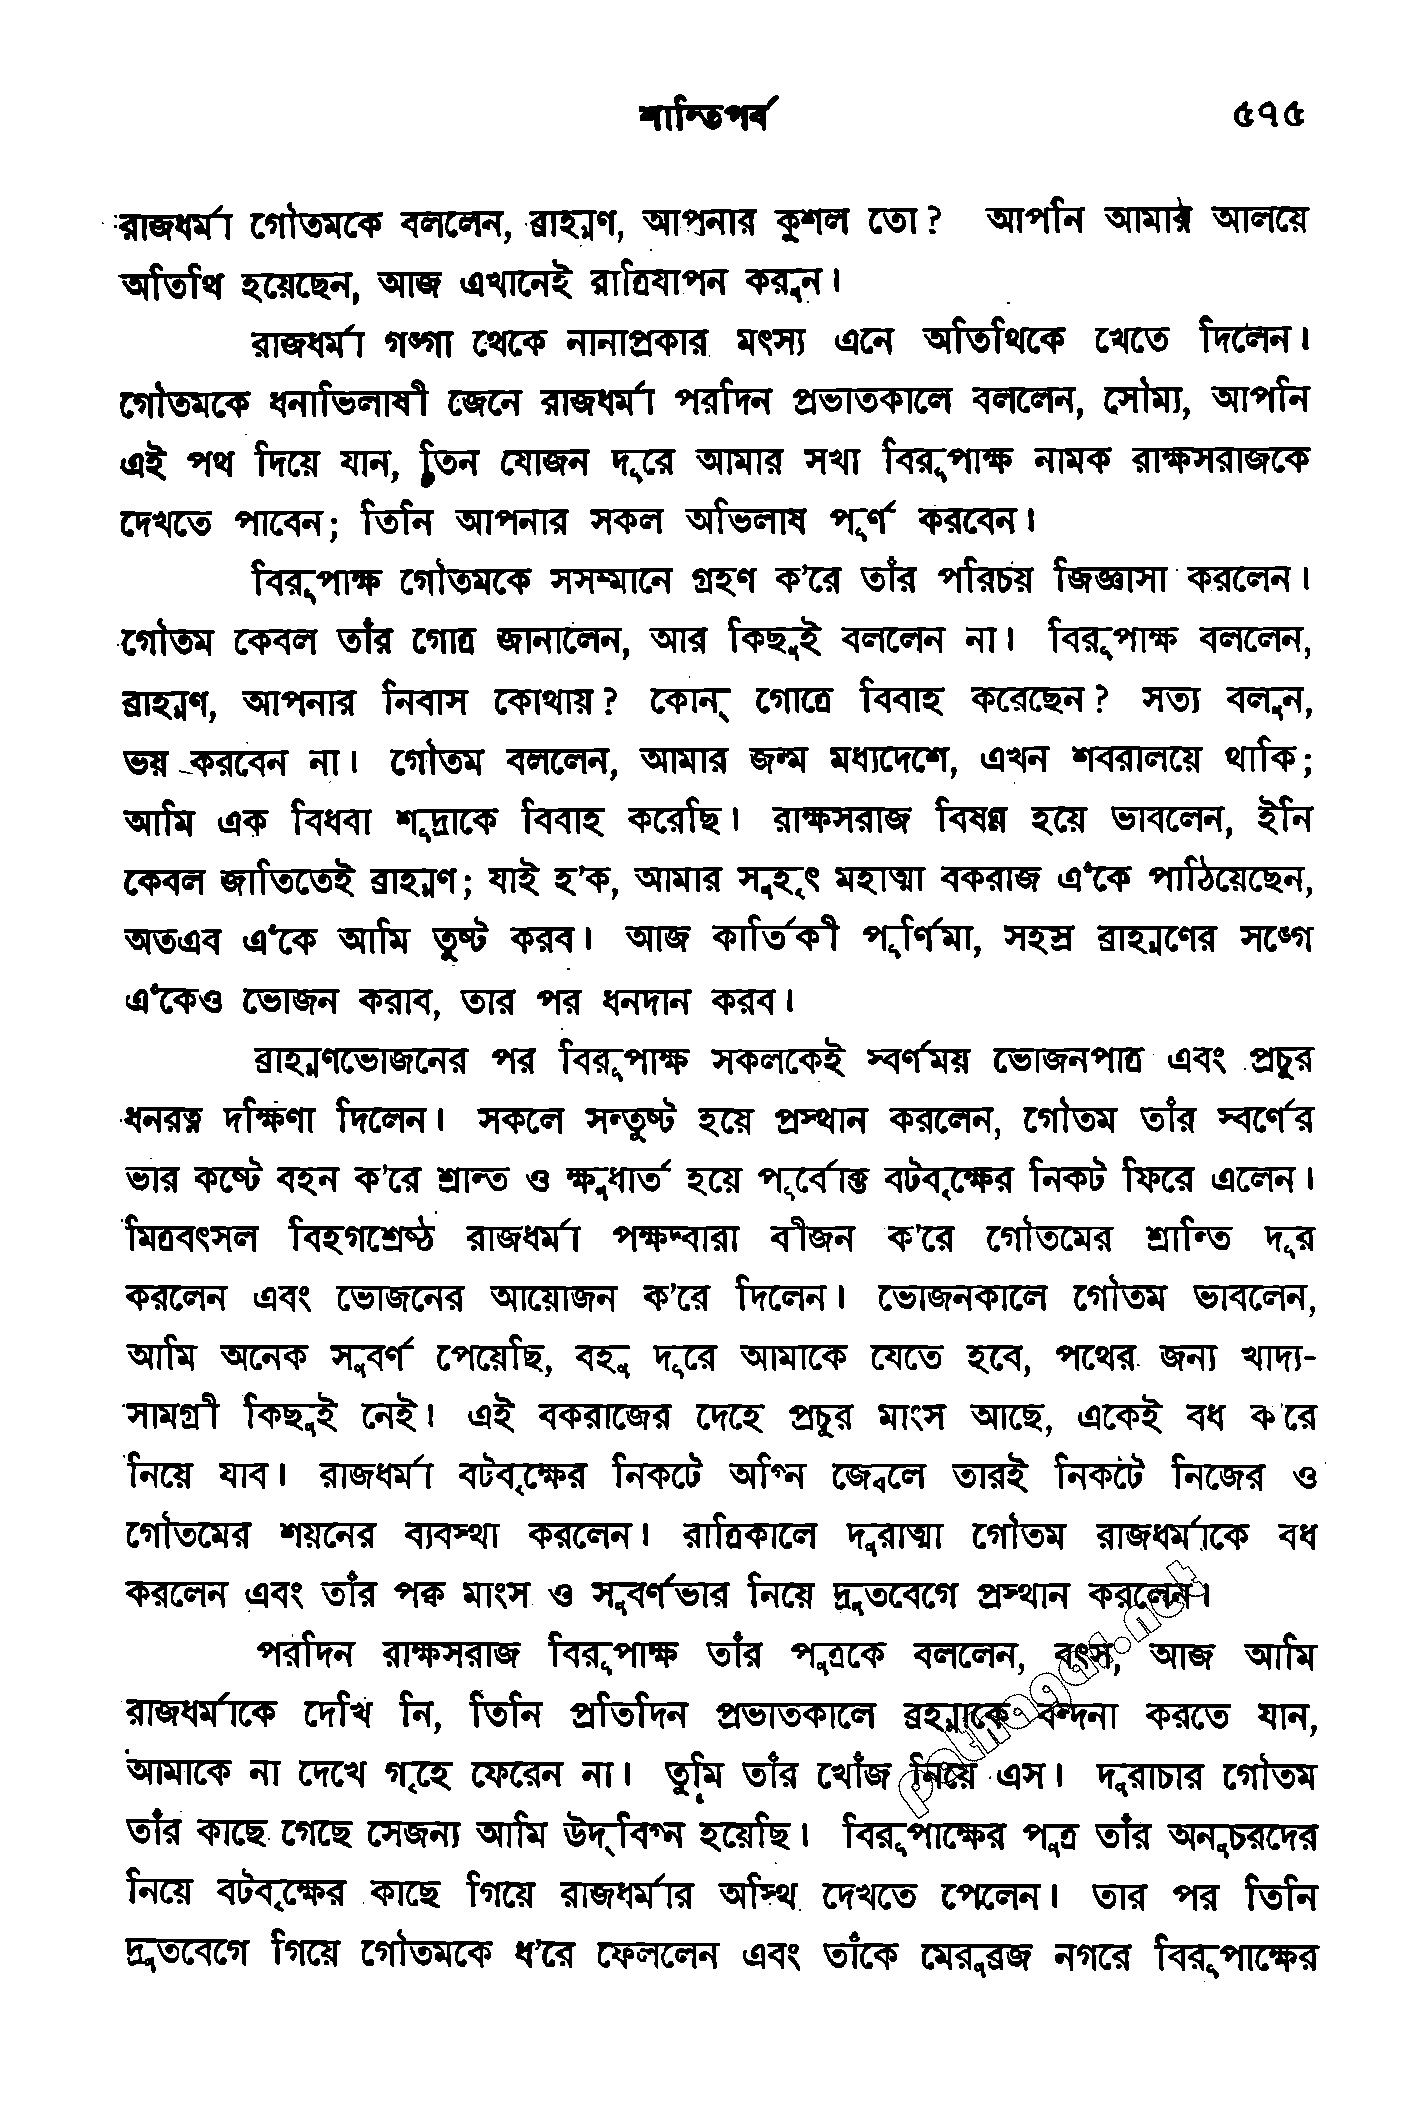 শান্তিপর্ব ৫৭৫
রাজধর্মা গৌতমকে বললেন, ব্রাহ্মণ, আপনার কুশল তো? আপনি আমার আলয়ে
অতিথি হয়েছেন, আজ এখানেই রাত্রিযাপন করুন।
রাজধর্মা গঙ্গা থেকে নানাপ্রকার মৎস্য এনে অতিথিকে খেতে দিলেন।
গৌতমকে ধনাভিলাষী জেনে রাজধর্মা পরদিন প্রভাতকালে বললেন, সৌম্য, আপনি
এই পথ দিয়ে যান, তিন যোজন দূরে আমার সখা বিরূপাক্ষ নামক রাক্ষসরাজকে
দেখতে পাবেন; তিনি আপনার সকল অভিলাষ পূর্ণ করবেন।
বিরূপাক্ষ গৌতমকে সসম্মানে গ্রহণ ক'রে তাঁর পরিচয় জিজ্ঞাসা করলেন।
গৌতম কেবল তাঁর গোত্র জানালেন, আর কিছুই বললেন না। বিরূপাক্ষ বললেন,
ব্রাহ্মণ, আপনার নিবাস কোথায়? কোন্ গোত্রে বিবাহ করেছেন? সত্য বলুন,
ভয় করবেন না। গৌতম বললেন, আমার জন্ম মধ্যদেশে, এখন শবরালয়ে থাকি;
আমি এক বিধবা শূদ্রাকে বিবাহ করেছি। রাক্ষসরাজ বিষণ্ণ হয়ে ভাবলেন, ইনি
কেবল জাতিতেই ব্রাহ্মণ; যাই হ'ক, আমার সুহৃৎ মহাত্মা বকরাজ এঁকে পাঠিয়েছেন,
অতএব এঁকে আমি তুষ্ট করব। আজ কার্তিকী পূর্ণিমা, সহস্র ব্রাহ্মণের সঙ্গে
এঁকেও ভোজন করাব, তার পর ধনদান করব।
ব্রাহ্মণভোজনের পর বিরূপাক্ষ সকলকেই স্বর্ণময় ভোজনপাত্র এবং প্রচুর
ধনরত্ন দক্ষিণা দিলেন। সকলে সন্তুষ্ট হয়ে প্রস্থান করলেন, গৌতম তাঁর স্বর্ণের
ভার কষ্টে বহন ক'রে শ্রান্ত ও ক্ষুধার্ত হয়ে পূর্বোক্ত বটবৃক্ষের নিকট ফিরে এলেন।
মিত্রবৎসল বিহগশ্রেষ্ঠ রাজধর্মা পক্ষদ্বারা বীজন ক'রে গৌতমের শ্রান্তি দূর
করলেন এবং ভোজনের আয়োজন ক'রে দিলেন। ভোজনকালে গৌতম ভাবলেন,
আমি অনেক সুবর্ণ পেয়েছি, বহু দূরে আমাকে যেতে হবে, পথের জন্য খাদ্য-
সামগ্রী কিছুই নেই। এই বকরাজের দেহে প্রচুর মাংস আছে, একেই বধ ক'রে
নিয়ে যাব। রাজধর্মা বটবৃক্ষের নিকটে অগ্নি জ্বেলে তারই নিকটে নিজের ও
গৌতমের শয়নের ব্যবস্থা করলেন। রাত্রিকালে দুরাত্মা গৌতম রাজধর্মাকে বধ
করলেন এবং তাঁর পক্ব মাংস ও সুবর্ণভার নিয়ে দ্রুতবেগে প্রস্থান করলেন।
পরদিন রাক্ষসরাজ বিরূপাক্ষ তাঁর পুত্রকে বললেন, বৎস, আজ আমি
রাজধর্মাকে দেখি নি, তিনি প্রতিদিন প্রভাতকালে ব্রহ্মাকে বন্দনা করতে যান,
আমাকে না দেখে গৃহে ফেরেন না। তুমি তাঁর খোঁজ নিয়ে এস। দুরাচার গৌতম
তাঁর কাছে গেছে সেজন্য আমি উদ্‌বিগ্ন হয়েছি। বিরূপাক্ষের পুত্র তাঁর অনুচরদের
নিয়ে বটবৃক্ষের কাছে গিয়ে রাজধর্মার অস্থি দেখতে পেলেন। তার পর তিনি
দ্রুতবেগে গিয়ে গৌতমকে ধ'রে ফেললেন এবং তাঁকে মেরুব্রজ নগরে বিরূপাক্ষের
pathagar.net